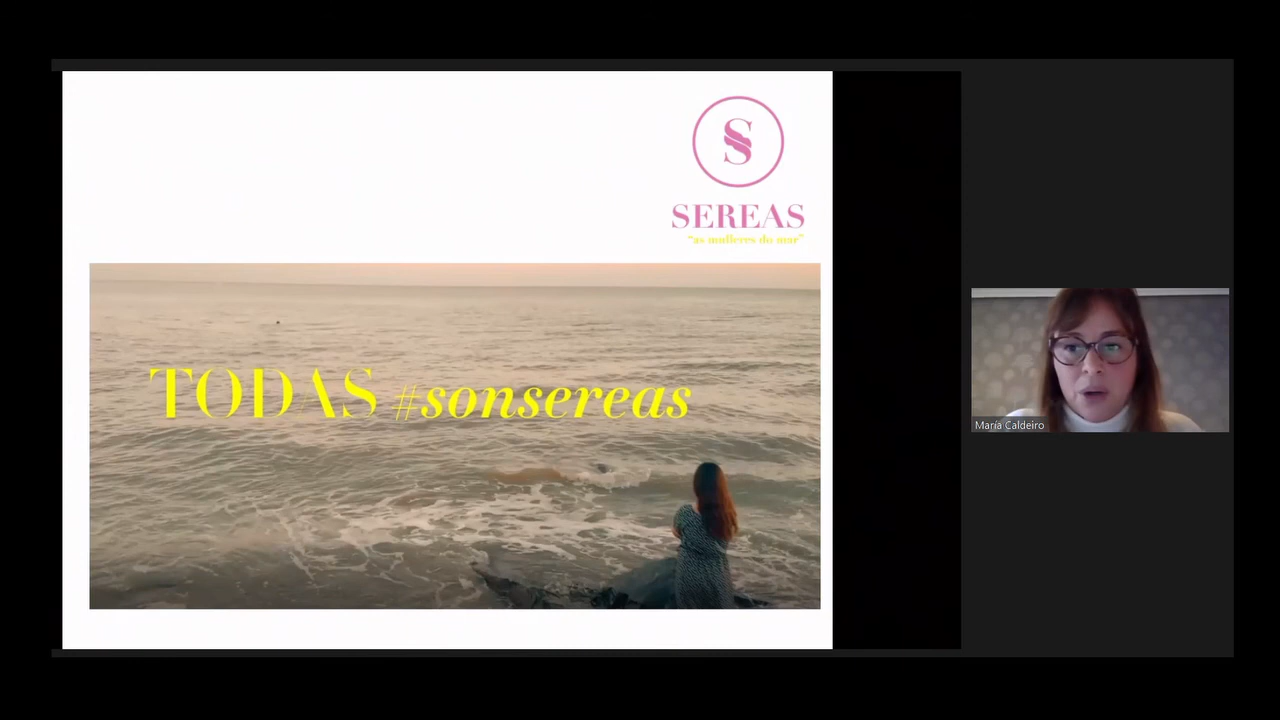 S
SEREAS
"as mulleres do mar"
TODAS #sonsereas
María Caldeiro